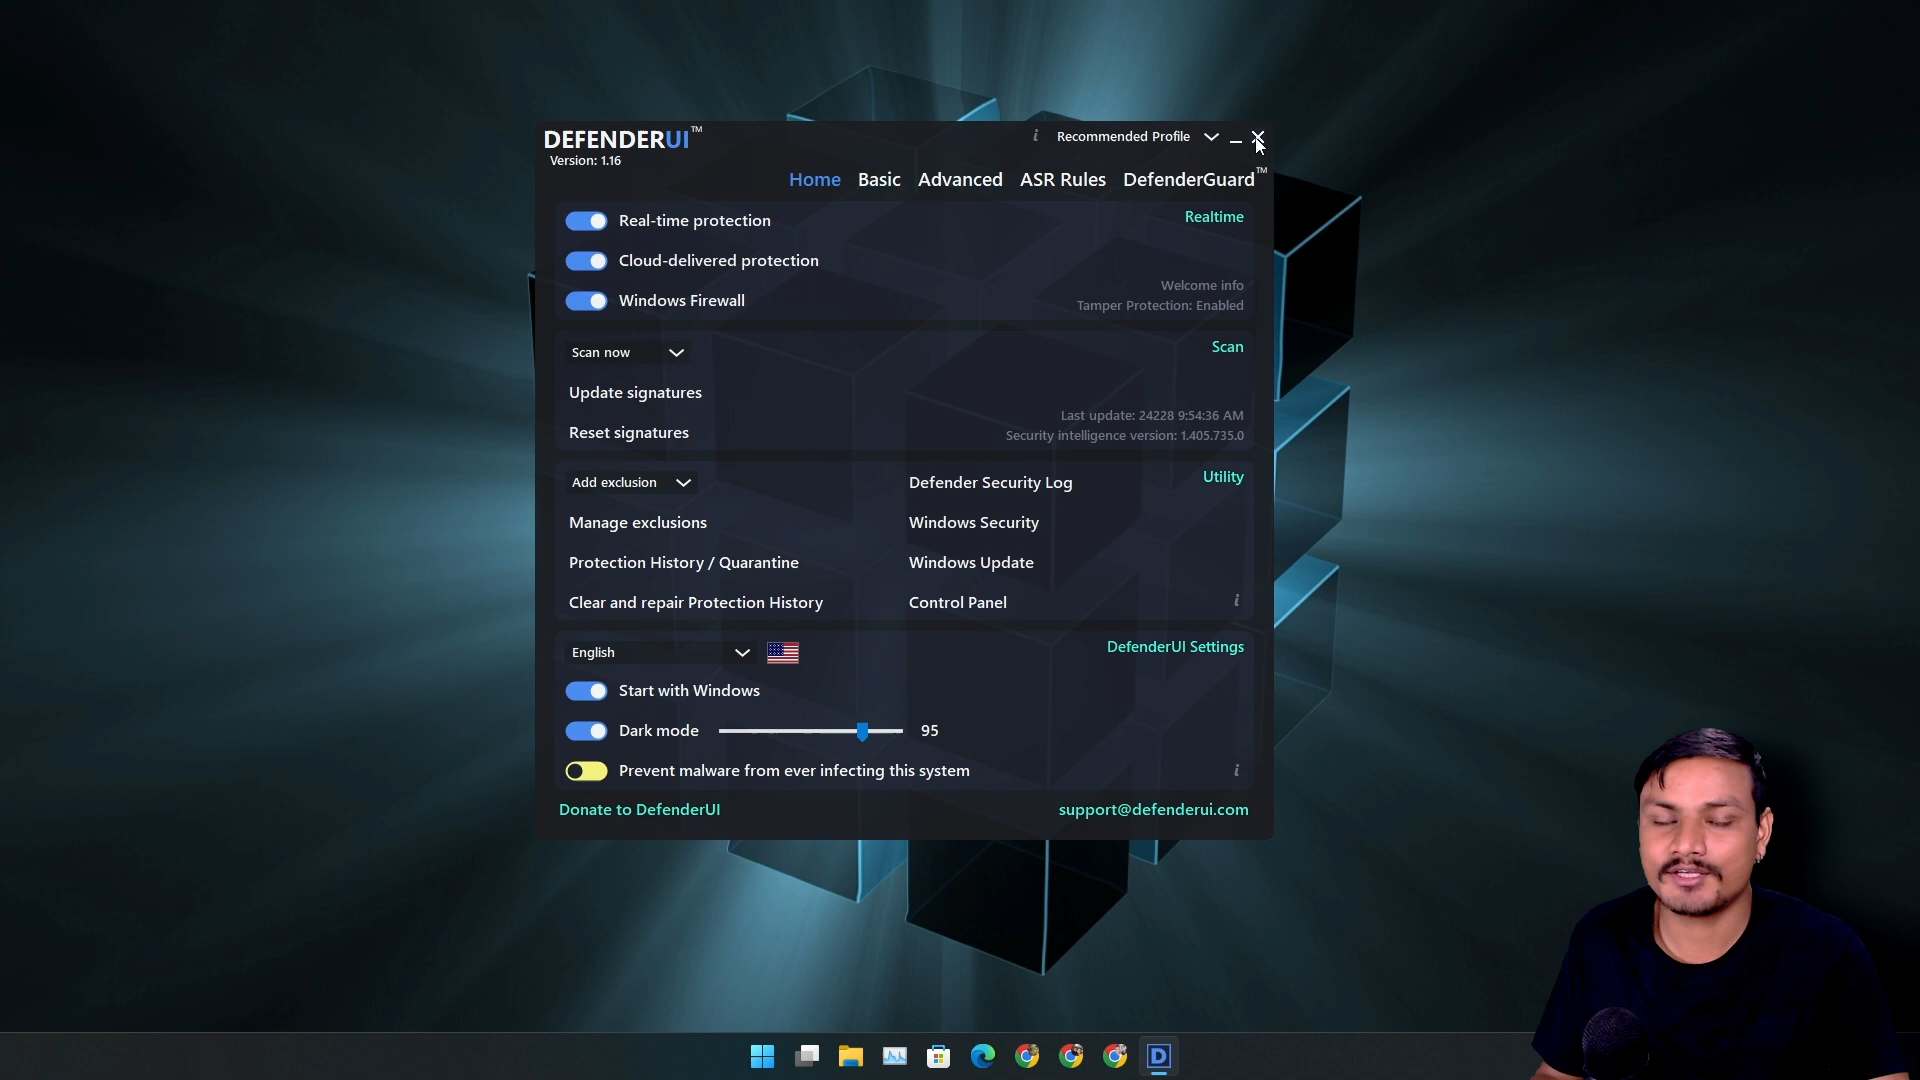 DEFENDERUI™
Version: 1.16
i Recommended Profile
Home Basic Advanced ASR Rules DefenderGuard™
Real-time protection
Realtime
Cloud-delivered protection
Windows Firewall
Welcome info
Tamper Protection: Enabled
Scan now
Scan
Update signatures
Reset signatures
Last update: 24228 9:54:36 AM
Security intelligence version: 1.405.735.0
Add exclusion
Defender Security Log
Utility
Manage exclusions
Windows Security
Protection History / Quarantine
Windows Update
Clear and repair Protection History
Control Panel
i
English
DefenderUI Settings
Start with Windows
Dark mode
95
Prevent malware from ever infecting this system
i
Donate to DefenderUI
support@defenderui.com
D